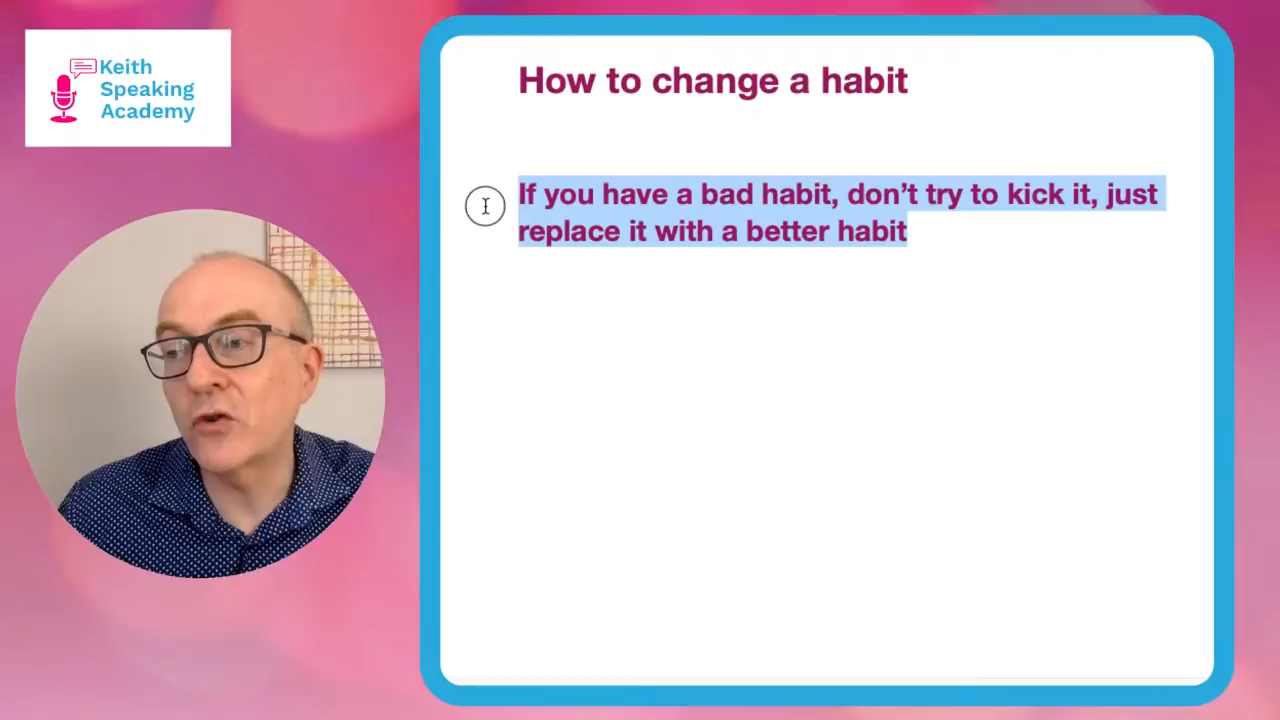 Keith
Speaking
Academy
How to change a habit
If you have a bad habit, don’t try to kick it, just
replace it with a better habit